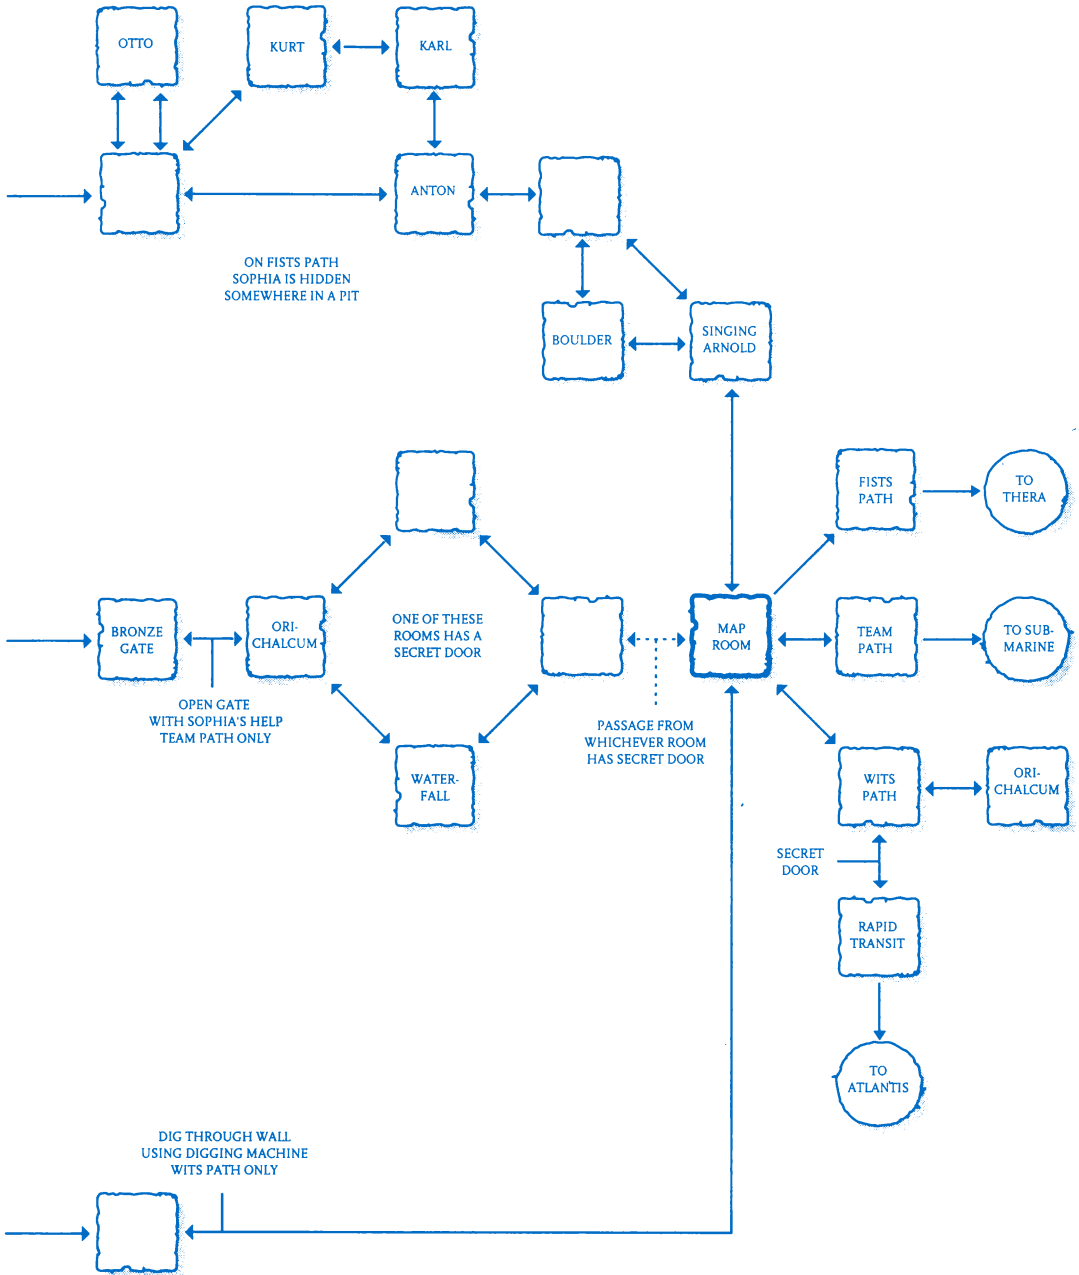 OTTO
KURT
KARL
ANTON
ON FISTS PATH
SOPHIA IS HIDDEN
SOMEWHERE IN A PIT
BOULDER
SINGING
ARNOLD
FISTS
PATH
TO
THERA
BRONZE
GATE
ORI-
CHALCUM
ONE OF THESE
ROOMS HAS A
SECRET DOOR
MAP
ROOM
TEAM
PATH
TO SUB-
MARINE
OPEN GATE
WITH SOPHIA'S HELP
TEAM PATH ONLY
PASSAGE FROM
WHICHEVER ROOM
HAS SECRET DOOR
WATER-
FALL
WITS
PATH
ORI-
CHALCUM
SECRET
DOOR
RAPID
TRANSIT
TO
ATLANTIS
DIG THROUGH WALL
USING DIGGING MACHINE
WITS PATH ONLY